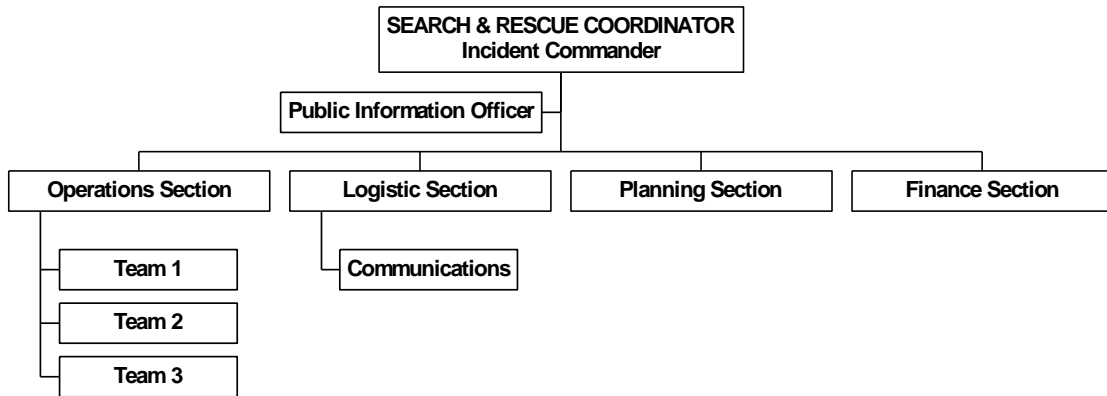 SEARCH & RESCUE COORDINATOR
Incident Commander
Public Information Officer
Operations Section
Logistic Section
Planning Section
Finance Section
Team 1
Communications
Team 2
Team 3